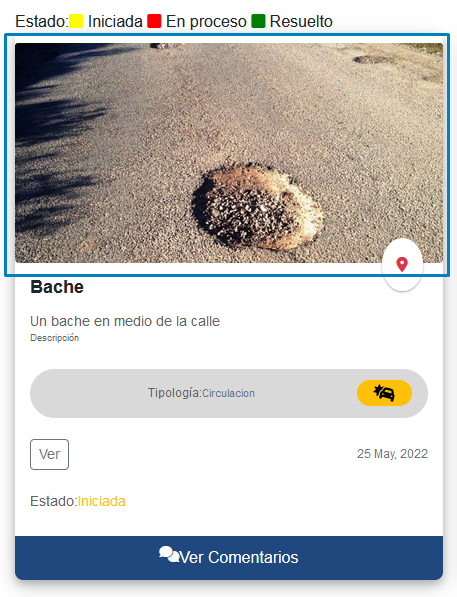 Estado: Iniciada En proceso Resuelto
Bache
Un bache en medio de la calle
Descripción
Tipología:Circulacion
Ver
25 May, 2022
Estado:Iniciada
Ver Comentarios